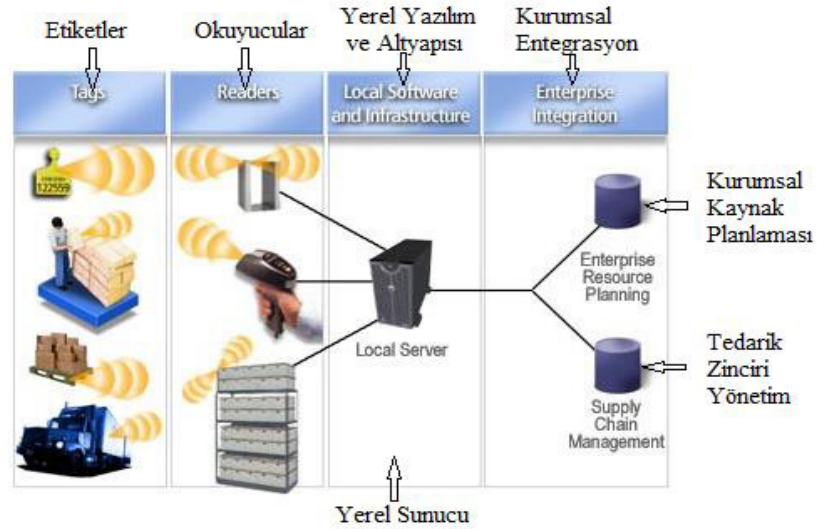 Etiketler
Okuyucular
Yerel Yazılım
ve Altyapısı
Kurumsal
Entegrasyon
Tags
Readers
Local Software
and Infrastructure
Enterprise
Integration
122559
Kurumsal
Kaynak
Planlaması
Enterprise
Resource
Planning
Local Server
Tedarik
Zinciri
Yönetim
Supply
Chain
Management
Yerel Sunucu